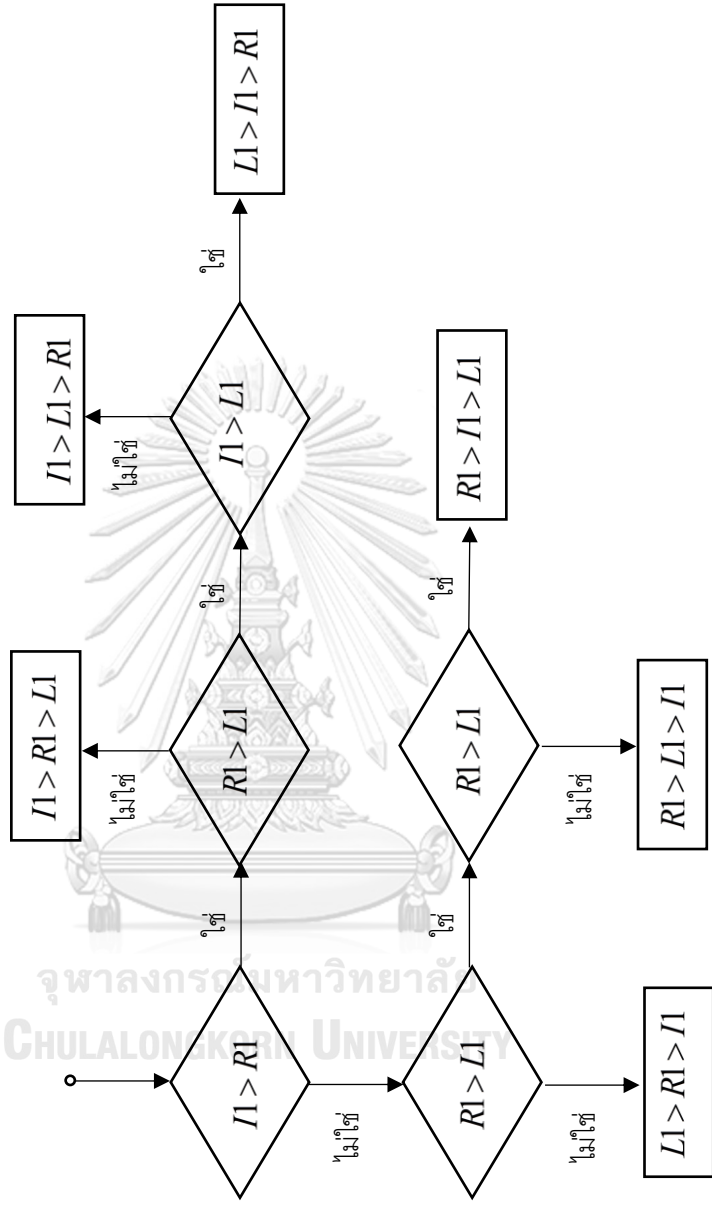 I1 > R1 > L1
I1 > L1 > R1
ไม่ใช่
ไม่ใช่
ใช่
ใช่
ใช่
I1 > R1
R1 > L1
I1 > L1
L1 > I1 > R1
ไม่ใช่
ใช่
ใช่
R1 > L1
R1 > L1
R1 > I1 > L1
ไม่ใช่
ไม่ใช่
L1 > R1 > I1
R1 > L1 > I1
จุฬาลงกรณ์มหาวิทยาลัย
CHULALONGKORN UNIVERSITY